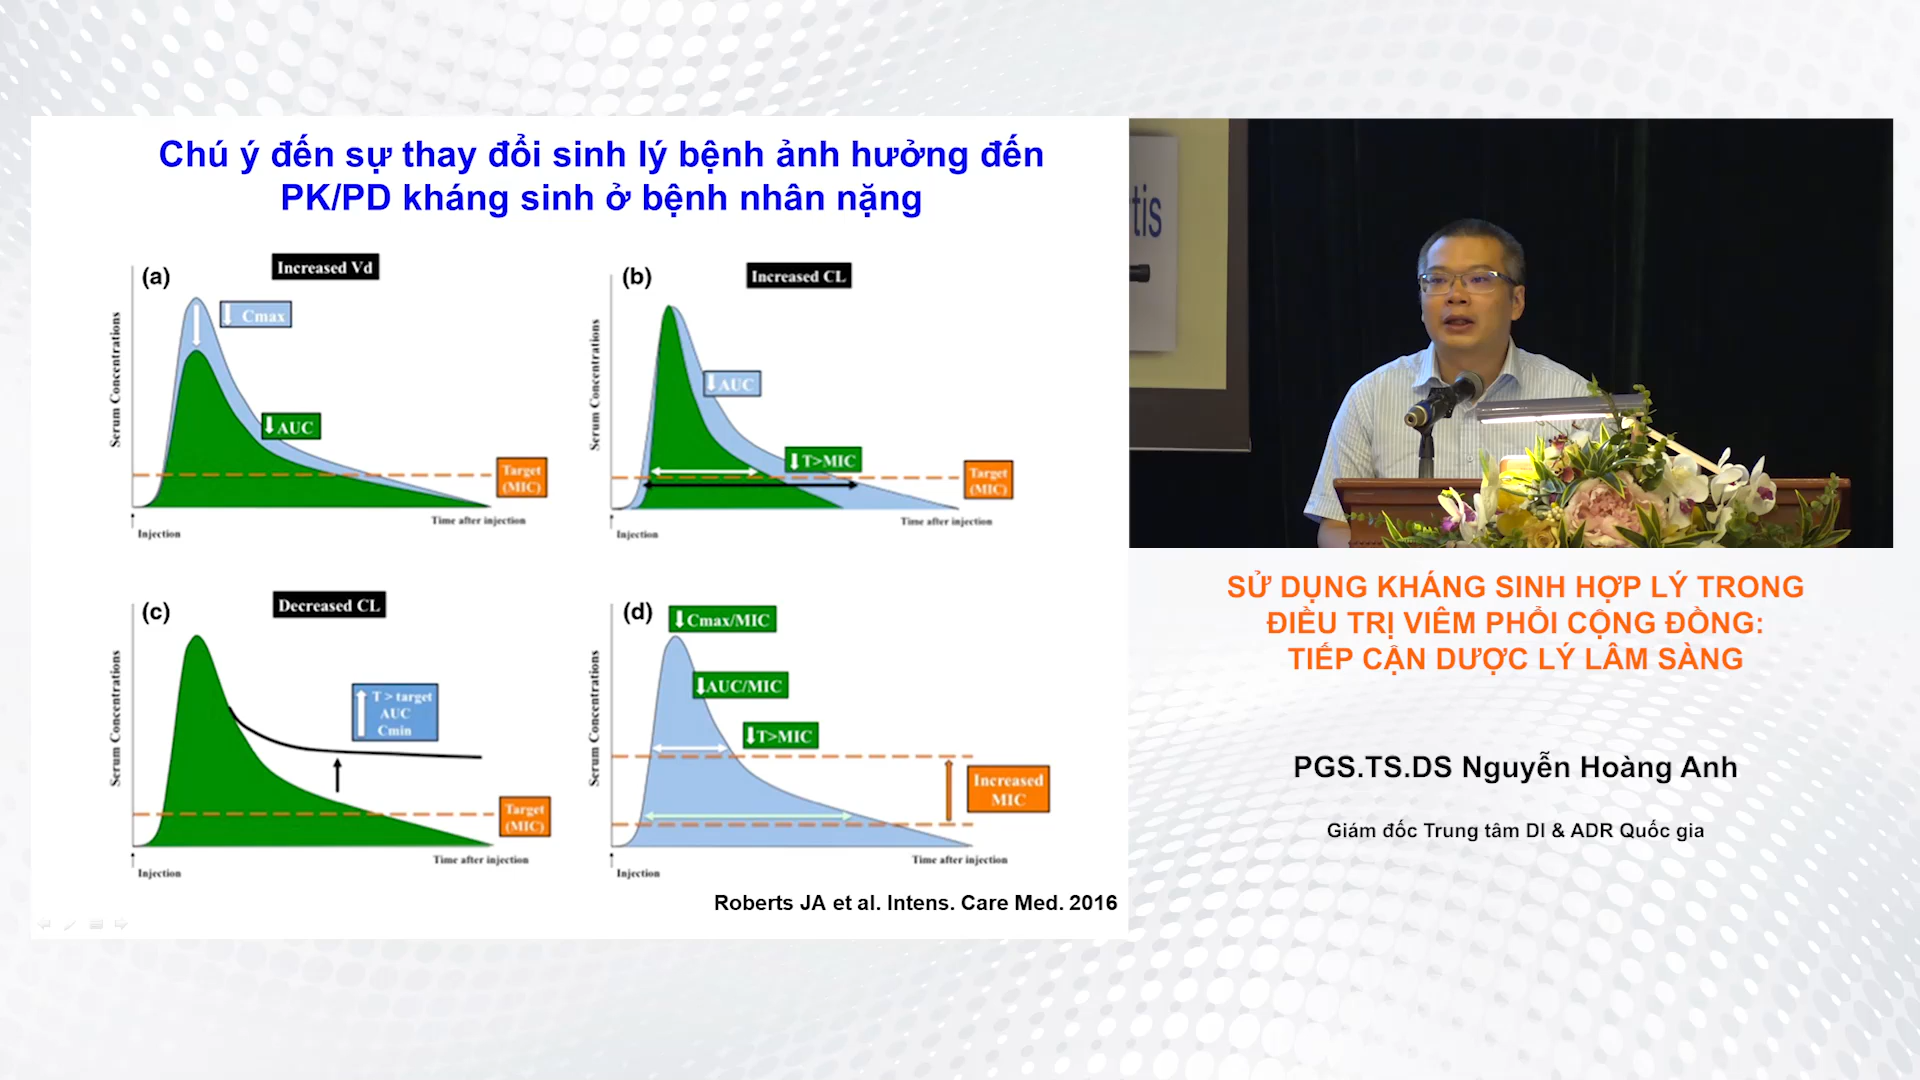 Chú ý đến sự thay đổi sinh lý bệnh ảnh hưởng đến
PK/PD kháng sinh ở bệnh nhân nặng
(a)
Increased Vd
Cmax
AUC
Target
(MIC)
Serum Concentrations
Time after injection
Injection
(b)
Increased CL
AUC
T>MIC
Target
(MIC)
Serum Concentrations
Time after injection
Injection
(c)
Decreased CL
T > target
AUC
Cmin
Target
(MIC)
Serum Concentrations
Time after injection
Injection
(d)
Cmax/MIC
AUC/MIC
T>MIC
Increased
MIC
Serum Concentrations
Time after injection
Injection
Roberts JA et al. Intens. Care Med. 2016
tis
SỬ DỤNG KHÁNG SINH HỢP LÝ TRONG
ĐIỀU TRỊ VIÊM PHỔI CỘNG ĐỒNG:
TIẾP CẬN DƯỢC LÝ LÂM SÀNG
PGS.TS.DS Nguyễn Hoàng Anh
Giám đốc Trung tâm DI & ADR Quốc gia